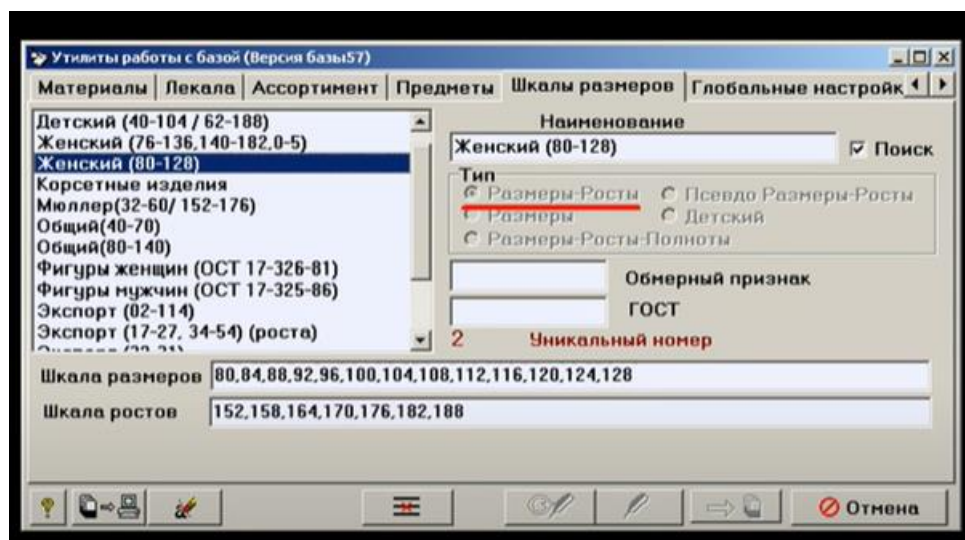 Утилиты работы с базой (Версия базы57)
Материалы Лекала Ассортимент Предметы Шкалы размеров Глобальные настройк
Детский (40-104 / 62-188)
Женский (76-136,140-182,0-5)
Женский (80-128)
Корсетные изделия
Мюллер(32-60/ 152-176)
Общий(40-70)
Общий(80-140)
Фигуры женщин (ОСТ 17-326-81)
Фигуры мужчин (ОСТ 17-325-86)
Экспорт (02-114)
Экспорт (17-27, 34-54) (роста)
Наименование
Женский (80-128) Поиск
Тип
Размеры-Росты Псевдо Размеры-Росты
Размеры Детский
Размеры-Росты-Полноты
Обмерный признак
ГОСТ
2 Уникальный номер
Шкала размеров 80,84,88,92,96,100,104,108,112,116,120,124,128
Шкала ростов 152,158,164,170,176,182,188
? Отмена